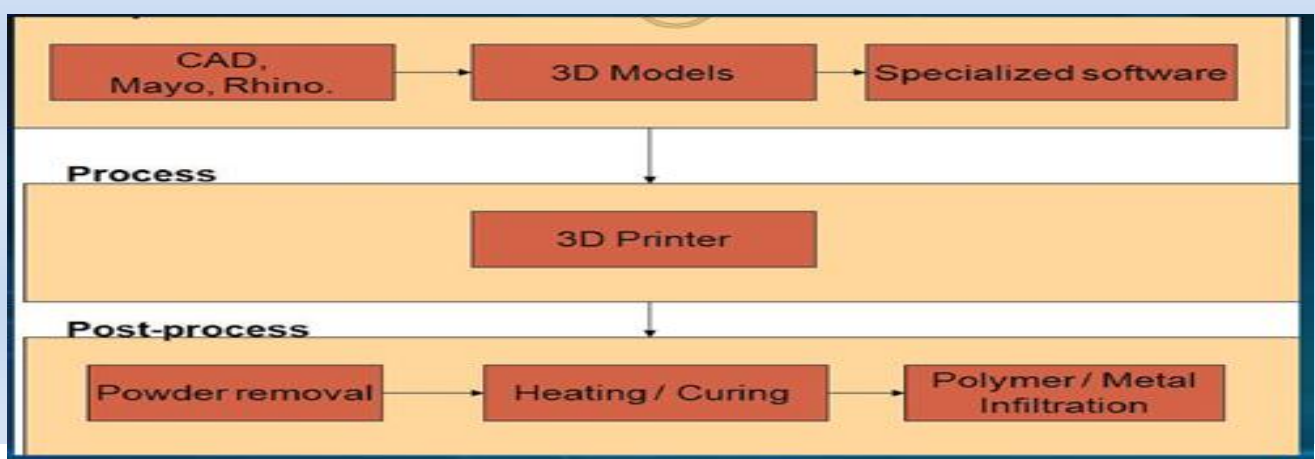 CAD,
Mayo, Rhino.
3D Models
Specialized software
Process
3D Printer
Post-process
Powder removal
Heating / Curing
Polymer / Metal
Infiltration